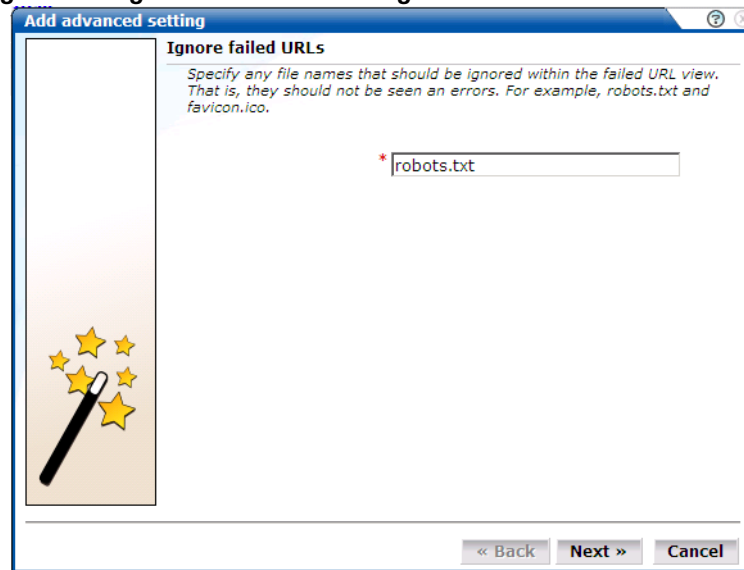 Add advanced setting
Ignore failed URLs
Specify any file names that should be ignored within the failed URL view.
That is, they should not be seen an errors. For example, robots.txt and
favicon.ico.
* robots.txt
« Back Next » Cancel